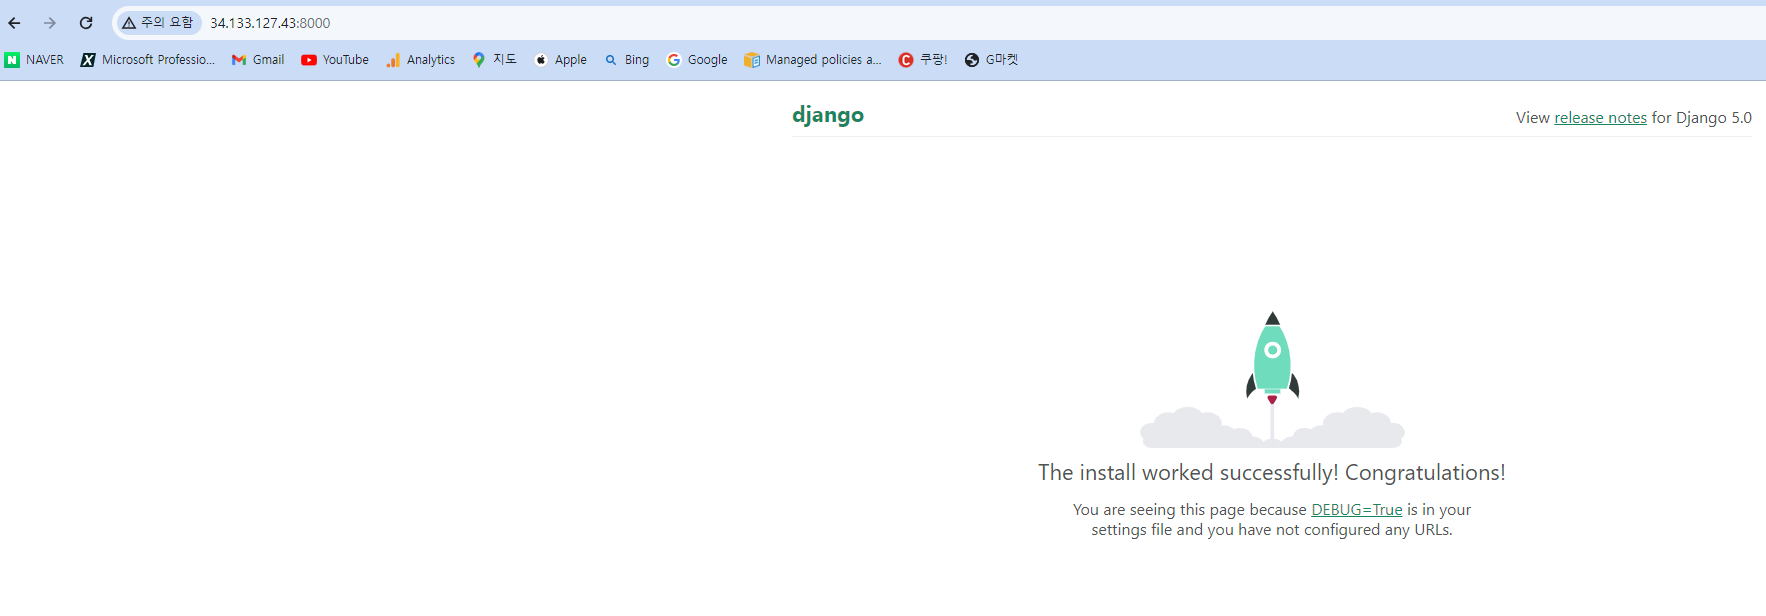 주의 요함 34.133.127.43:8000
NAVER Microsoft Professio... Gmail YouTube Analytics 지도 Apple Bing Google Managed policies a... 쿠팡! G마켓
django
View release notes for Django 5.0
The install worked successfully! Congratulations!
You are seeing this page because DEBUG=True is in your
settings file and you have not configured any URLs.